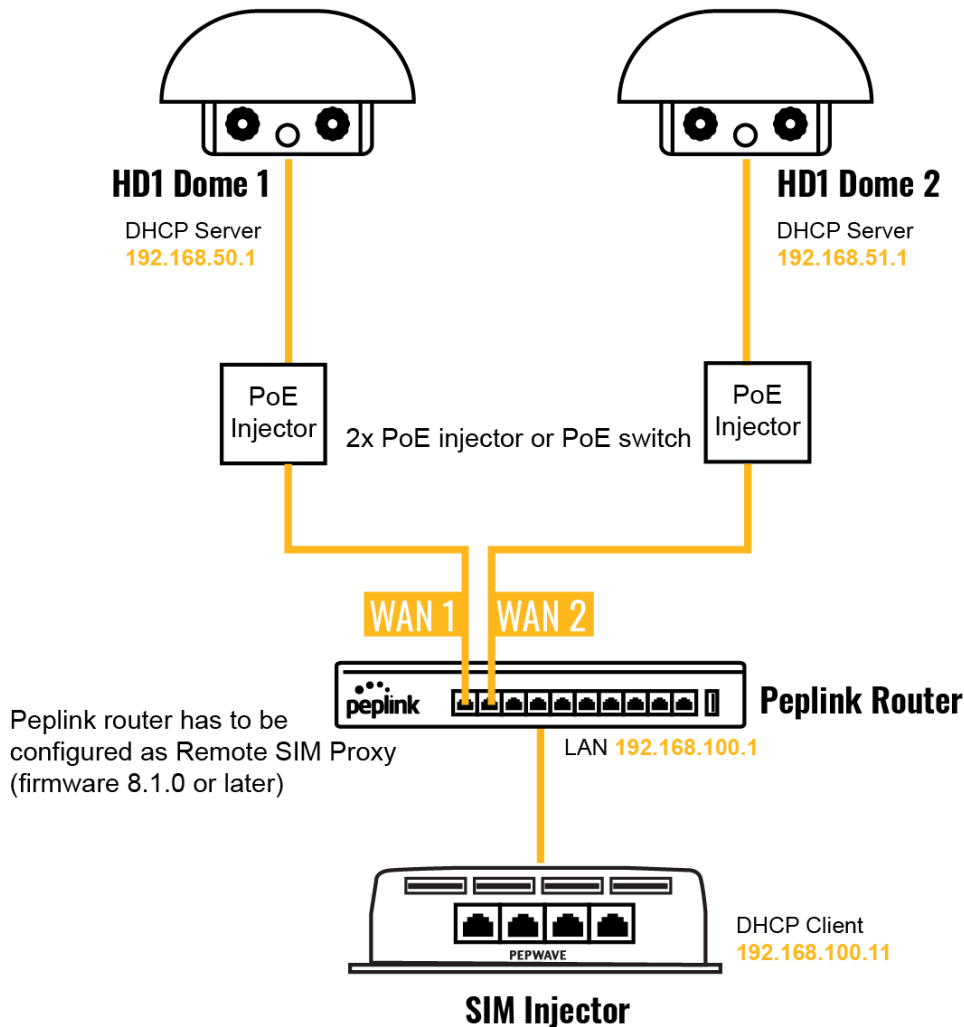 HD1 Dome 1
DHCP Server
192.168.50.1
HD1 Dome 2
DHCP Server
192.168.51.1
PoE
Injector
2x PoE injector or PoE switch
PoE
Injector
WAN 1
WAN 2
peplink
Peplink Router
Peplink router has to be
configured as Remote SIM Proxy
(firmware 8.1.0 or later)
LAN 192.168.100.1
PEPWAVE
DHCP Client
192.168.100.11
SIM Injector